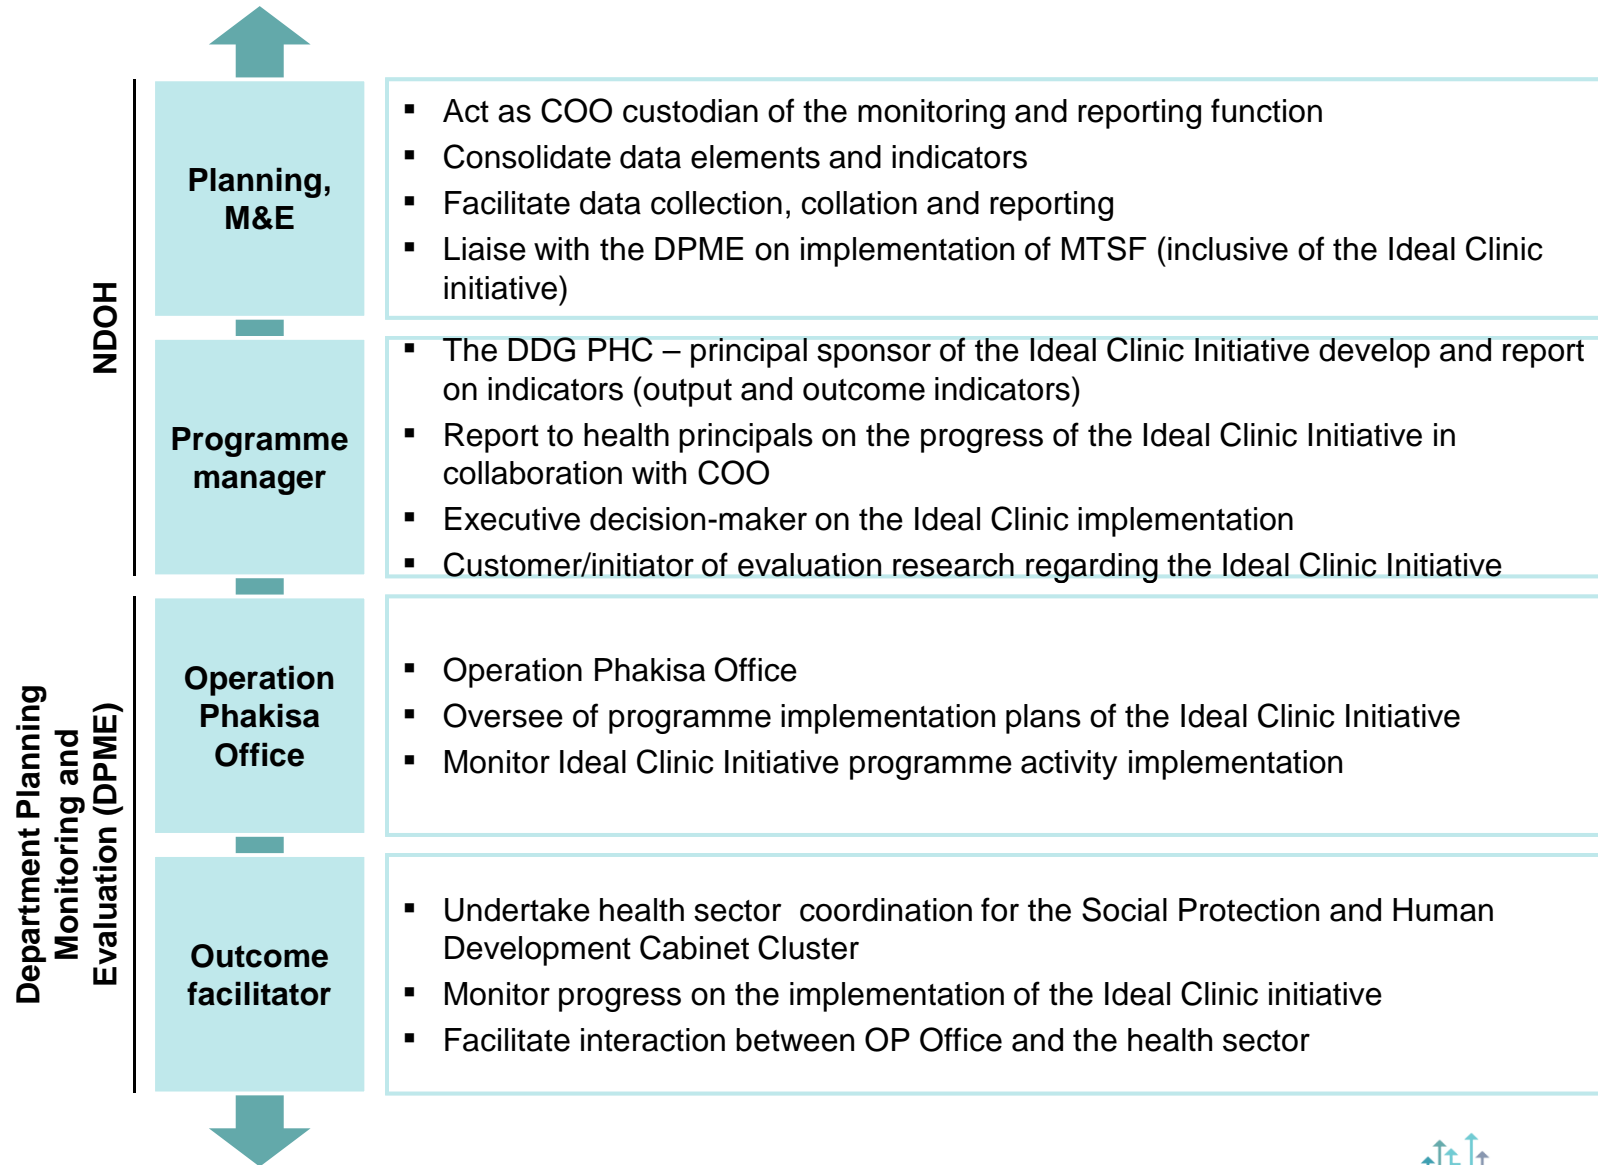 NDOH
Planning,
M&E
▪ Act as COO custodian of the monitoring and reporting function
▪ Consolidate data elements and indicators
▪ Facilitate data collection, collation and reporting
▪ Liaise with the DPME on implementation of MTSF (inclusive of the Ideal Clinic
initiative)
Programme
manager
▪ The DDG PHC – principal sponsor of the Ideal Clinic Initiative develop and report
on indicators (output and outcome indicators)
▪ Report to health principals on the progress of the Ideal Clinic Initiative in
collaboration with COO
▪ Executive decision-maker on the Ideal Clinic implementation
▪ Customer/initiator of evaluation research regarding the Ideal Clinic Initiative
Department Planning
Monitoring and
Evaluation (DPME)
Operation
Phakisa
Office
▪ Operation Phakisa Office
▪ Oversee of programme implementation plans of the Ideal Clinic Initiative
▪ Monitor Ideal Clinic Initiative programme activity implementation
Outcome
facilitator
▪ Undertake health sector  coordination for the Social Protection and Human
Development Cabinet Cluster
▪ Monitor progress on the implementation of the Ideal Clinic initiative
▪ Facilitate interaction between OP Office and the health sector